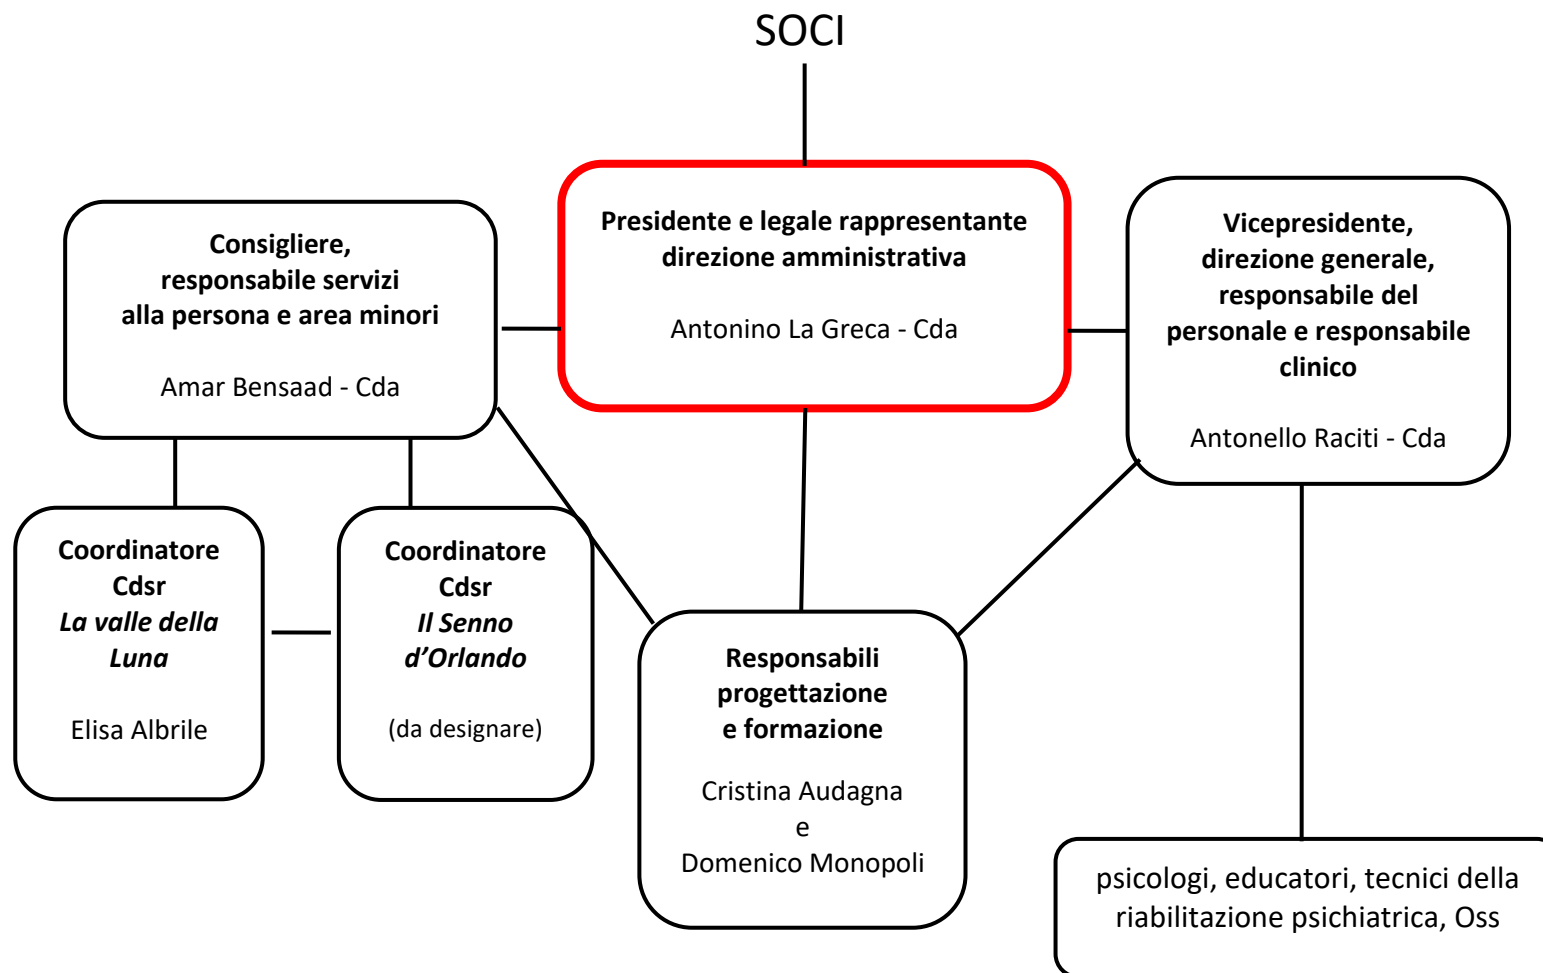 SOCI
Presidente e legale rappresentante
direzione amministrativa
Antonino La Greca - Cda
Consigliere,
responsabile servizi
alla persona e area minori
Amar Bensaad - Cda
Vicepresidente,
direzione generale,
responsabile del
personale e responsabile
clinico
Antonello Raciti - Cda
Coordinatore
Cdsr
La valle della
Luna
Elisa Albrile
Coordinatore
Cdsr
Il Senno
d’Orlando
(da designare)
Responsabili
progettazione
e formazione
Cristina Audagna
e
Domenico Monopoli
psicologi, educatori, tecnici della
riabilitazione psichiatrica, Oss